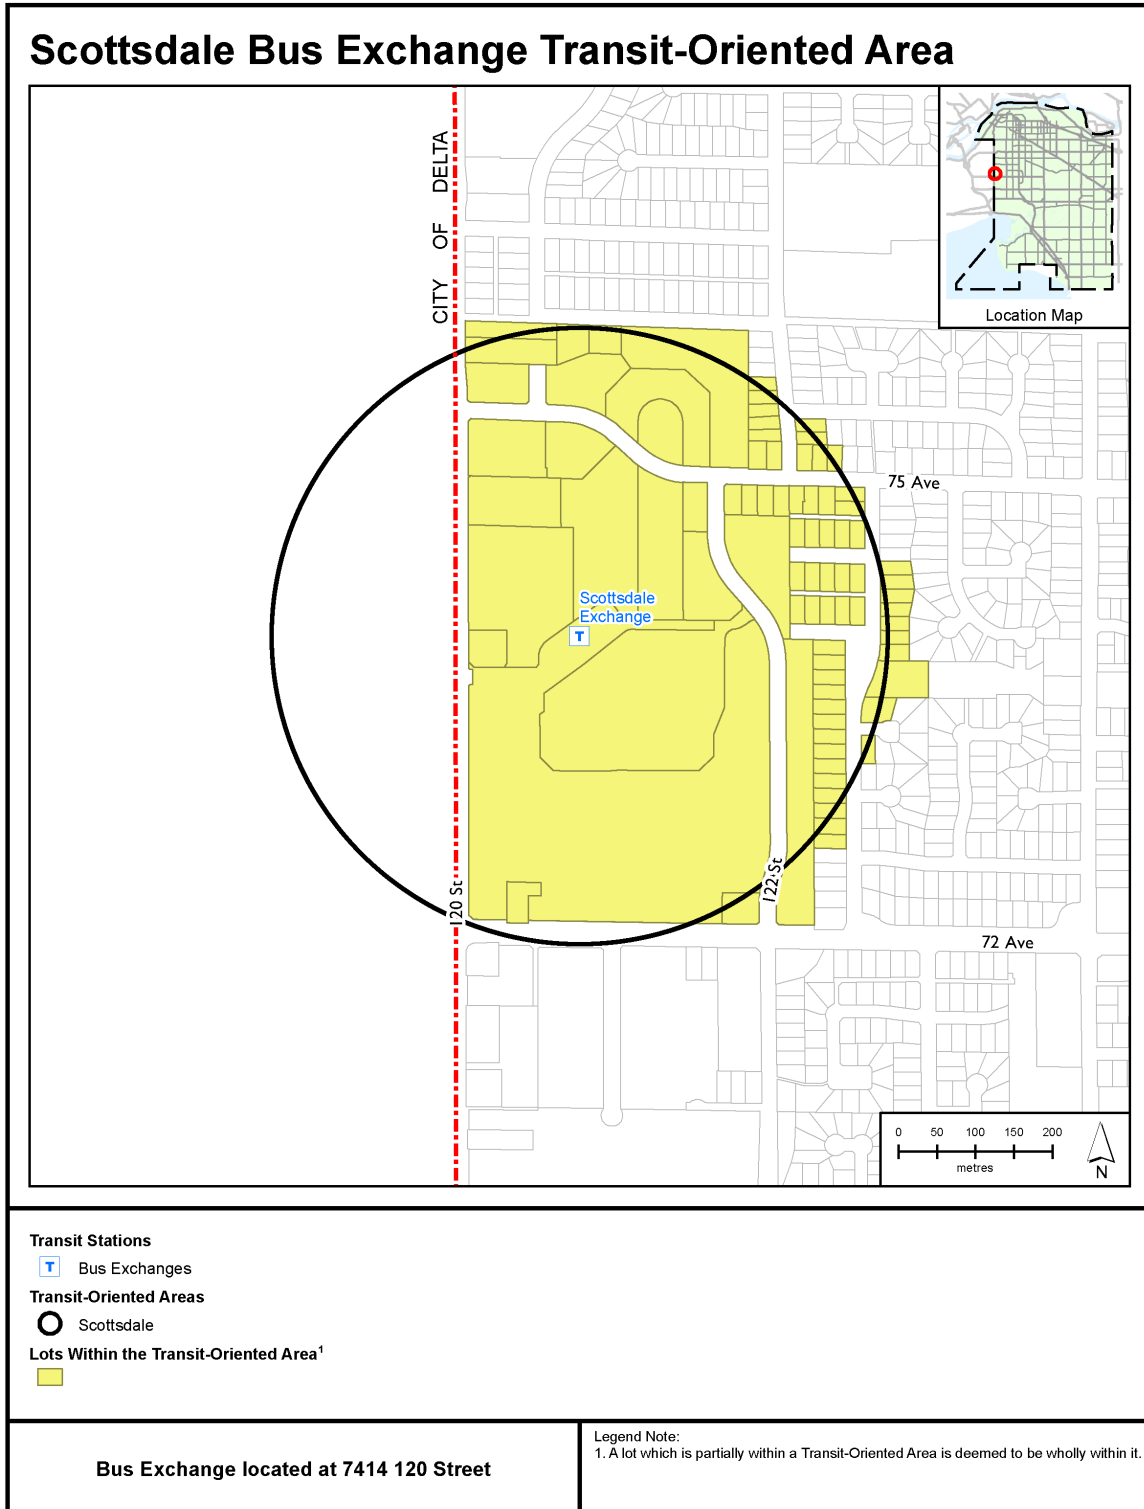 Scottsdale Bus Exchange Transit-Oriented Area
CITY OF DELTA
Location Map
75 Ave
Scottsdale
Exchange
T
120 St
122 St
72 Ave
0 50 100 150 200
metres
N
Transit Stations
T Bus Exchanges
Transit-Oriented Areas
Scottsdale
Lots Within the Transit-Oriented Area1
Bus Exchange located at 7414 120 Street
Legend Note:
1. A lot which is partially within a Transit-Oriented Area is deemed to be wholly within it.